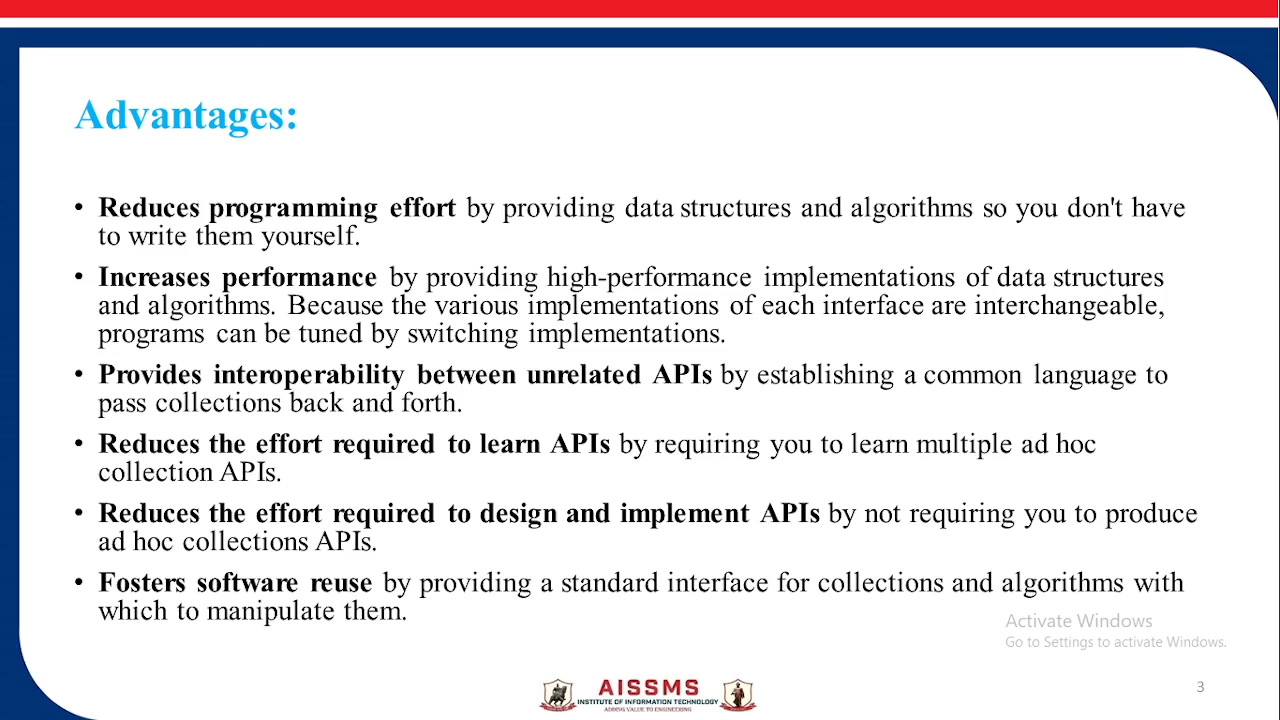 Advantages:
• Reduces programming effort by providing data structures and algorithms so you don't have
to write them yourself.
• Increases performance by providing high-performance implementations of data structures
and algorithms. Because the various implementations of each interface are interchangeable,
programs can be tuned by switching implementations.
• Provides interoperability between unrelated APIs by establishing a common language to
pass collections back and forth.
• Reduces the effort required to learn APIs by requiring you to learn multiple ad hoc
collection APIs.
• Reduces the effort required to design and implement APIs by not requiring you to produce
ad hoc collections APIs.
• Fosters software reuse by providing a standard interface for collections and algorithms with
which to manipulate them.
Activate Windows
Go to Settings to activate Windows.
AISSMS
INSTITUTE OF INFORMATION TECHNOLOGY
ADDING VALUE TO ENGINEERING
3